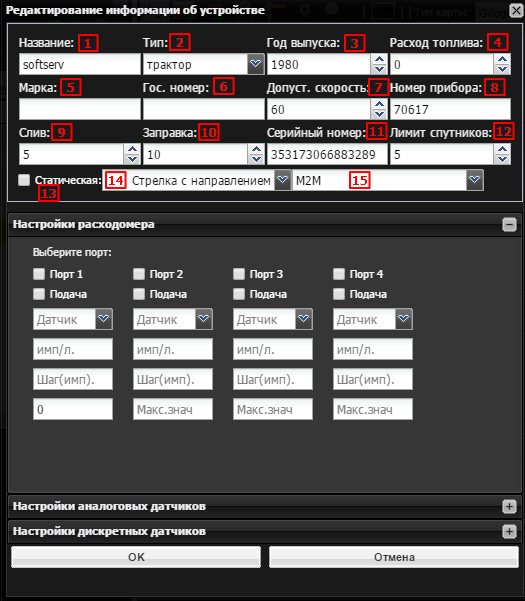 Тип карты: Google
Редактирование информации об устройстве
Название: 1 Тип: 2 Год выпуска: 3 Расход топлива: 4
softserv трактор 1980 0
Марка: 5 Гос. номер: 6 Допуст. скорость: 7 Номер прибора: 8
60 70617
Слив: 9 Заправка: 10 Серийный номер: 11 Лимит спутников: 12
5 10 353173066883289 5
Статическая: 14 Стрелка с направлением M2M 15
13
Настройки расходомера
Выберите порт:
Порт 1 Порт 2 Порт 3 Порт 4
Подача Подача Подача Подача
Датчик Датчик Датчик Датчик
имп/л. имп/л. имп/л. имп/л.
Шаг(имп). Шаг(имп). Шаг(имп). Шаг(имп).
0 Макс.знач Макс.знач Макс.знач
Настройки аналоговых датчиков
Настройки дискретных датчиков
OK Отмена